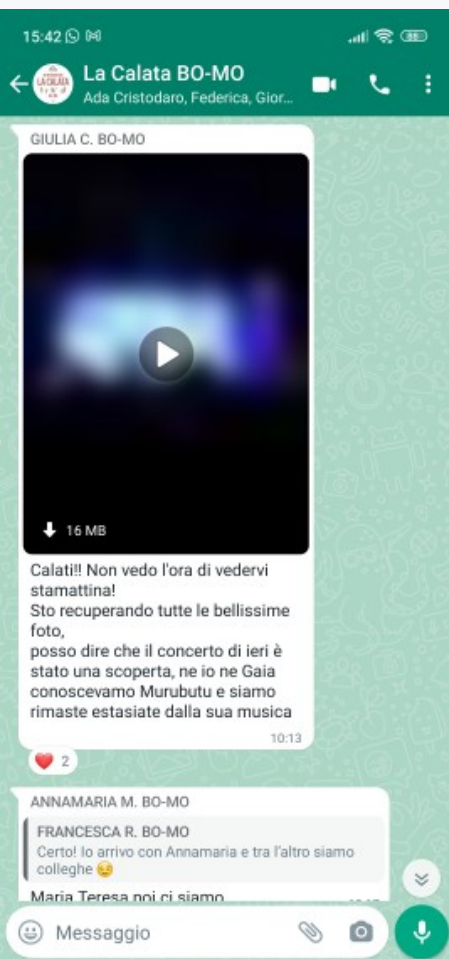 15:42
La Calata BO-MO
Ada Cristodaro, Federica, Gior...
GIULIA C. BO-MO
16 MB
Calati!! Non vedo l'ora di vedervi
stamattina!
Sto recuperando tutte le bellissime
foto,
posso dire che il concerto di ieri è
stato una scoperta, ne io ne Gaia
conoscevamo Murubutu e siamo
rimaste estasiate dalla sua musica
10:13
2
ANNAMARIA M. BO-MO
FRANCESCA R. BO-MO
Certo! Io arrivo con Annamaria e tra l'altro siamo
colleghe
Maria Teresa noi ci siamo
Messaggio